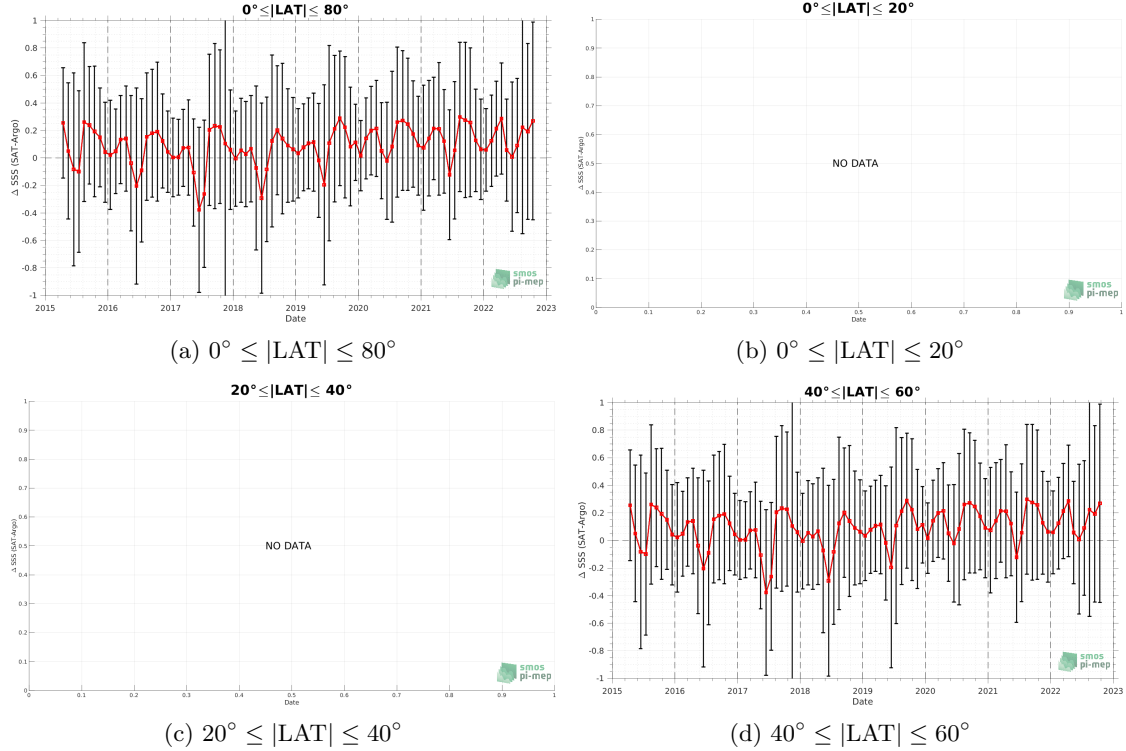 0°≤|LAT|≤ 80°
Δ SSS (SAT-Argo)
1
0.8
0.6
0.4
0.2
0
-0.2
-0.4
-0.6
-0.8
-1
2015 2016 2017 2018 2019 2020 2021 2022 2023
Date
smos
pi-mep
(a) 0° ≤ |LAT| ≤ 80°
0°≤|LAT|≤ 20°
Δ SSS (SAT-Argo)
1
0.9
0.8
0.7
0.6
0.5
0.4
0.3
0.2
0.1
0
NO DATA
0 0.1 0.2 0.3 0.4 0.5 0.6 0.7 0.8 0.9 1
Date
smos
pi-mep
(b) 0° ≤ |LAT| ≤ 20°
20°≤|LAT|≤ 40°
Δ SSS (SAT-Argo)
1
0.9
0.8
0.7
0.6
0.5
0.4
0.3
0.2
0.1
0
NO DATA
0 0.1 0.2 0.3 0.4 0.5 0.6 0.7 0.8 0.9 1
Date
smos
pi-mep
(c) 20° ≤ |LAT| ≤ 40°
40°≤|LAT|≤ 60°
Δ SSS (SAT-Argo)
1
0.8
0.6
0.4
0.2
0
-0.2
-0.4
-0.6
-0.8
-1
2015 2016 2017 2018 2019 2020 2021 2022 2023
Date
smos
pi-mep
(d) 40° ≤ |LAT| ≤ 60°